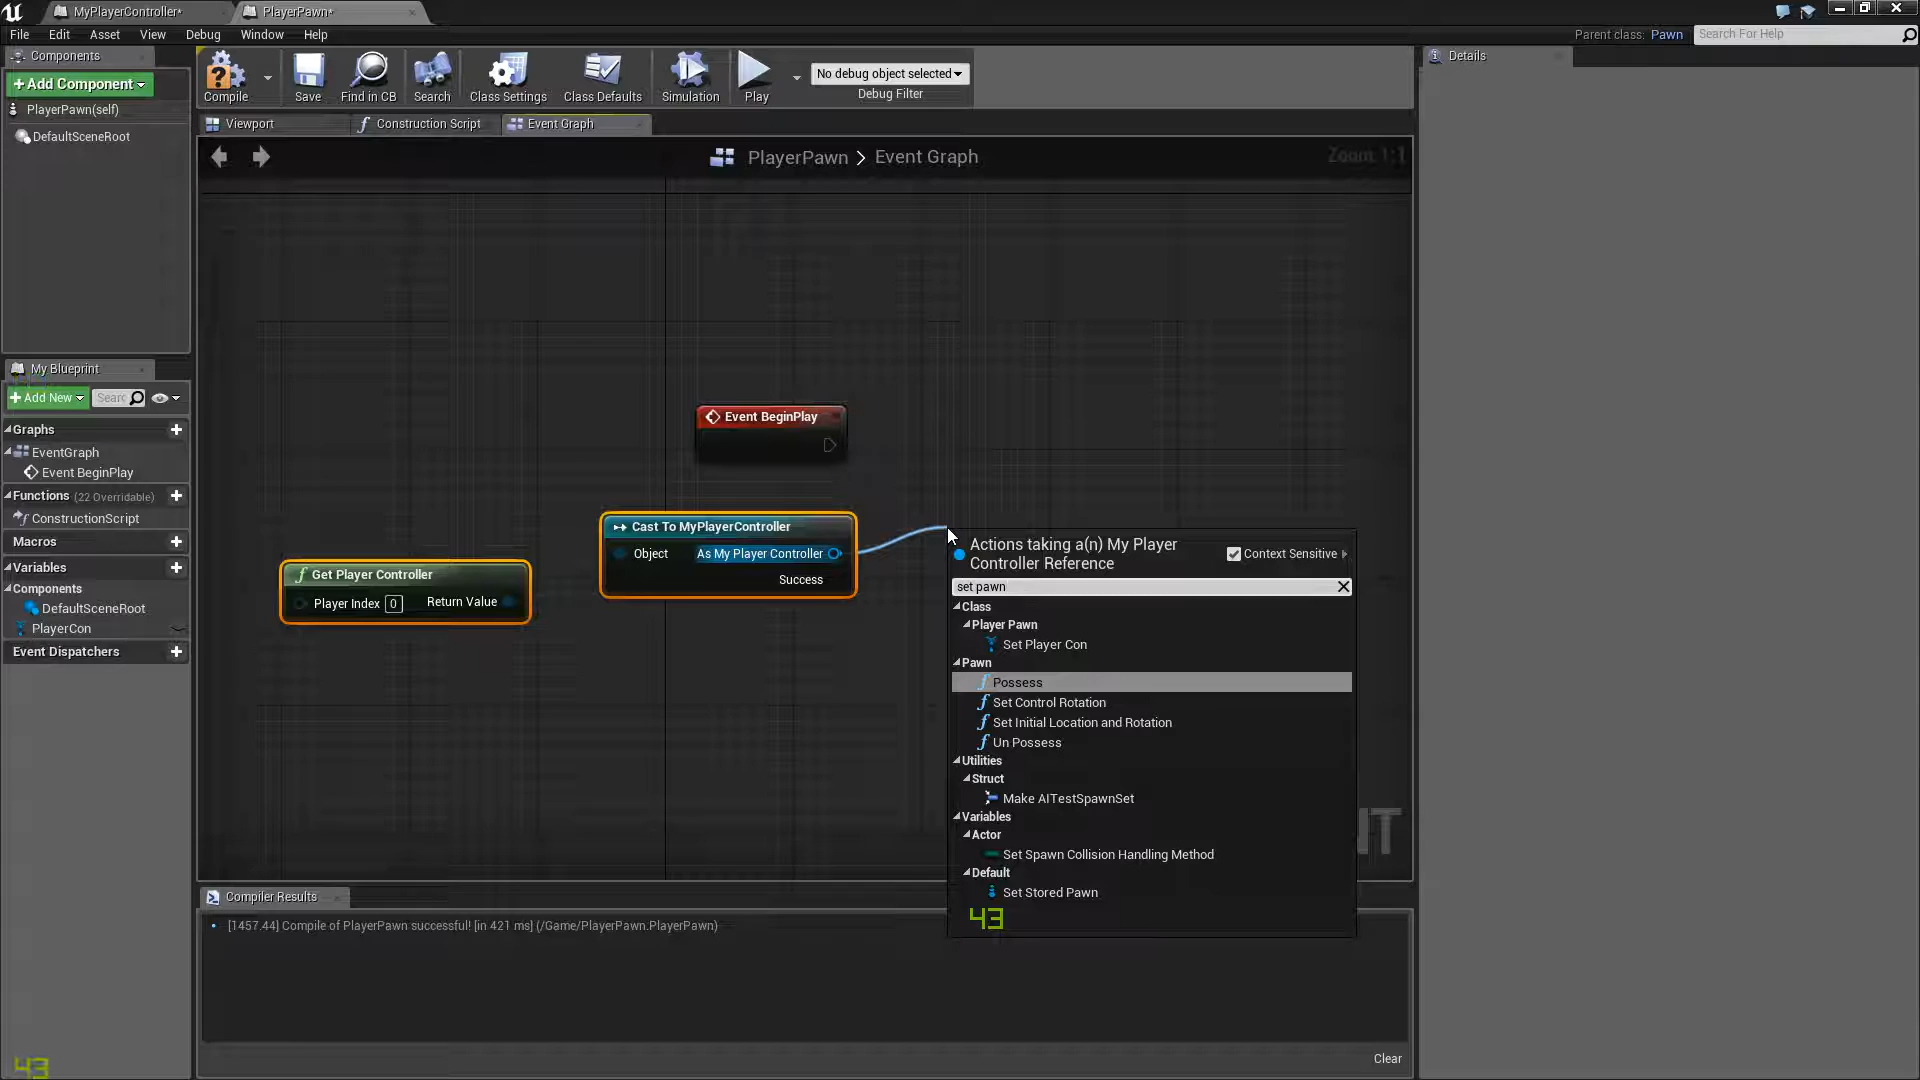 MyPlayerController*
PlayerPawn*
File Edit Asset View Debug Window Help
Parent class: Pawn
Search For Help
Components
+Add Component
PlayerPawn(self)
DefaultSceneRoot
Compile
Save
Find in CB
Search
Class Settings
Class Defaults
Simulation
Play
No debug object selected
Debug Filter
Details
Viewport
Construction Script
Event Graph
PlayerPawn > Event Graph
Zoom 1:1
My Blueprint
+Add New
Searc
Graphs
EventGraph
Event BeginPlay
Functions (22 Overridable)
ConstructionScript
Macros
Variables
Components
DefaultSceneRoot
PlayerCon
Event Dispatchers
Event BeginPlay
Cast To MyPlayerController
Object
As My Player Controller
Success
Get Player Controller
Player Index 0
Return Value
Actions taking a(n) My Player
Controller Reference
Context Sensitive
set pawn
Class
Player Pawn
Set Player Con
Pawn
Possess
Set Control Rotation
Set Initial Location and Rotation
Un Possess
Utilities
Struct
Make AITestSpawnSet
Variables
Actor
Set Spawn Collision Handling Method
Default
Set Stored Pawn
43
Compiler Results
[1457.44] Compile of PlayerPawn successful! [in 421 ms] (/Game/PlayerPawn.PlayerPawn)
Clear
43